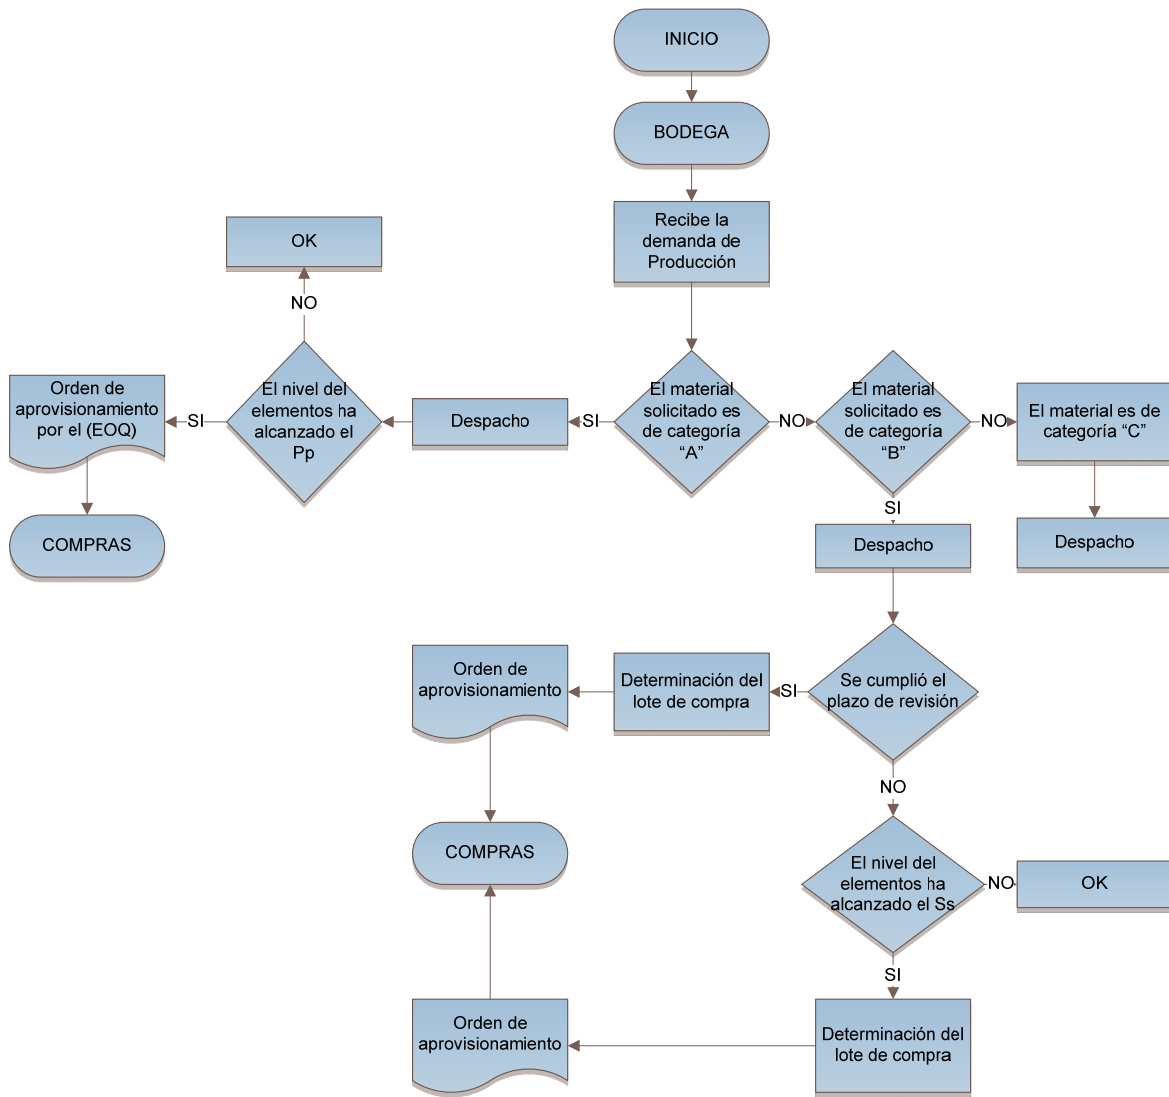 INICIO
BODEGA
Recibe la
demanda de
Producción
OK
NO
El nivel del
elementos ha
alcanzado el
Pp
SI
Orden de
aprovisionamiento
por el (EOQ)
COMPRAS
Despacho
SI
El material
solicitado es
de categoría
“A”
NO
El material
solicitado es
de categoría
“B”
NO
El material es de
categoría “C”
Despacho
SI
Despacho
Se cumplió el
plazo de revisión
SI
Determinación del
lote de compra
Orden de
aprovisionamiento
COMPRAS
NO
El nivel del
elementos ha
alcanzado el Ss
NO
OK
SI
Determinación del
lote de compra
Orden de
aprovisionamiento